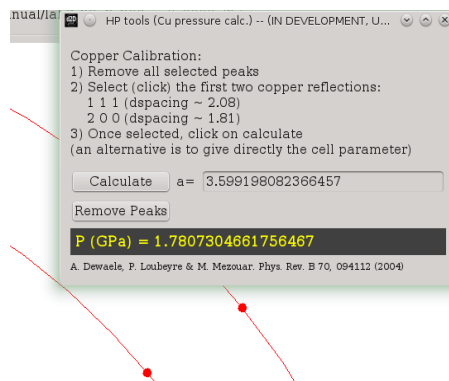 HP tools (Cu pressure calc.) -- (IN DEVELOPMENT, U...
Copper Calibration:
1) Remove all selected peaks
2) Select (click) the first two copper reflections:
1 1 1 (dspacing ~ 2.08)
2 0 0 (dspacing ~ 1.81)
3) Once selected, click on calculate
(an alternative is to give directly the cell parameter)
Calculate a= 3.599198082366457
Remove Peaks
P (GPa) = 1.7807304661756467
A. Dewaele, P. Loubeyre & M. Mezouar. Phys. Rev. B 70, 094112 (2004)